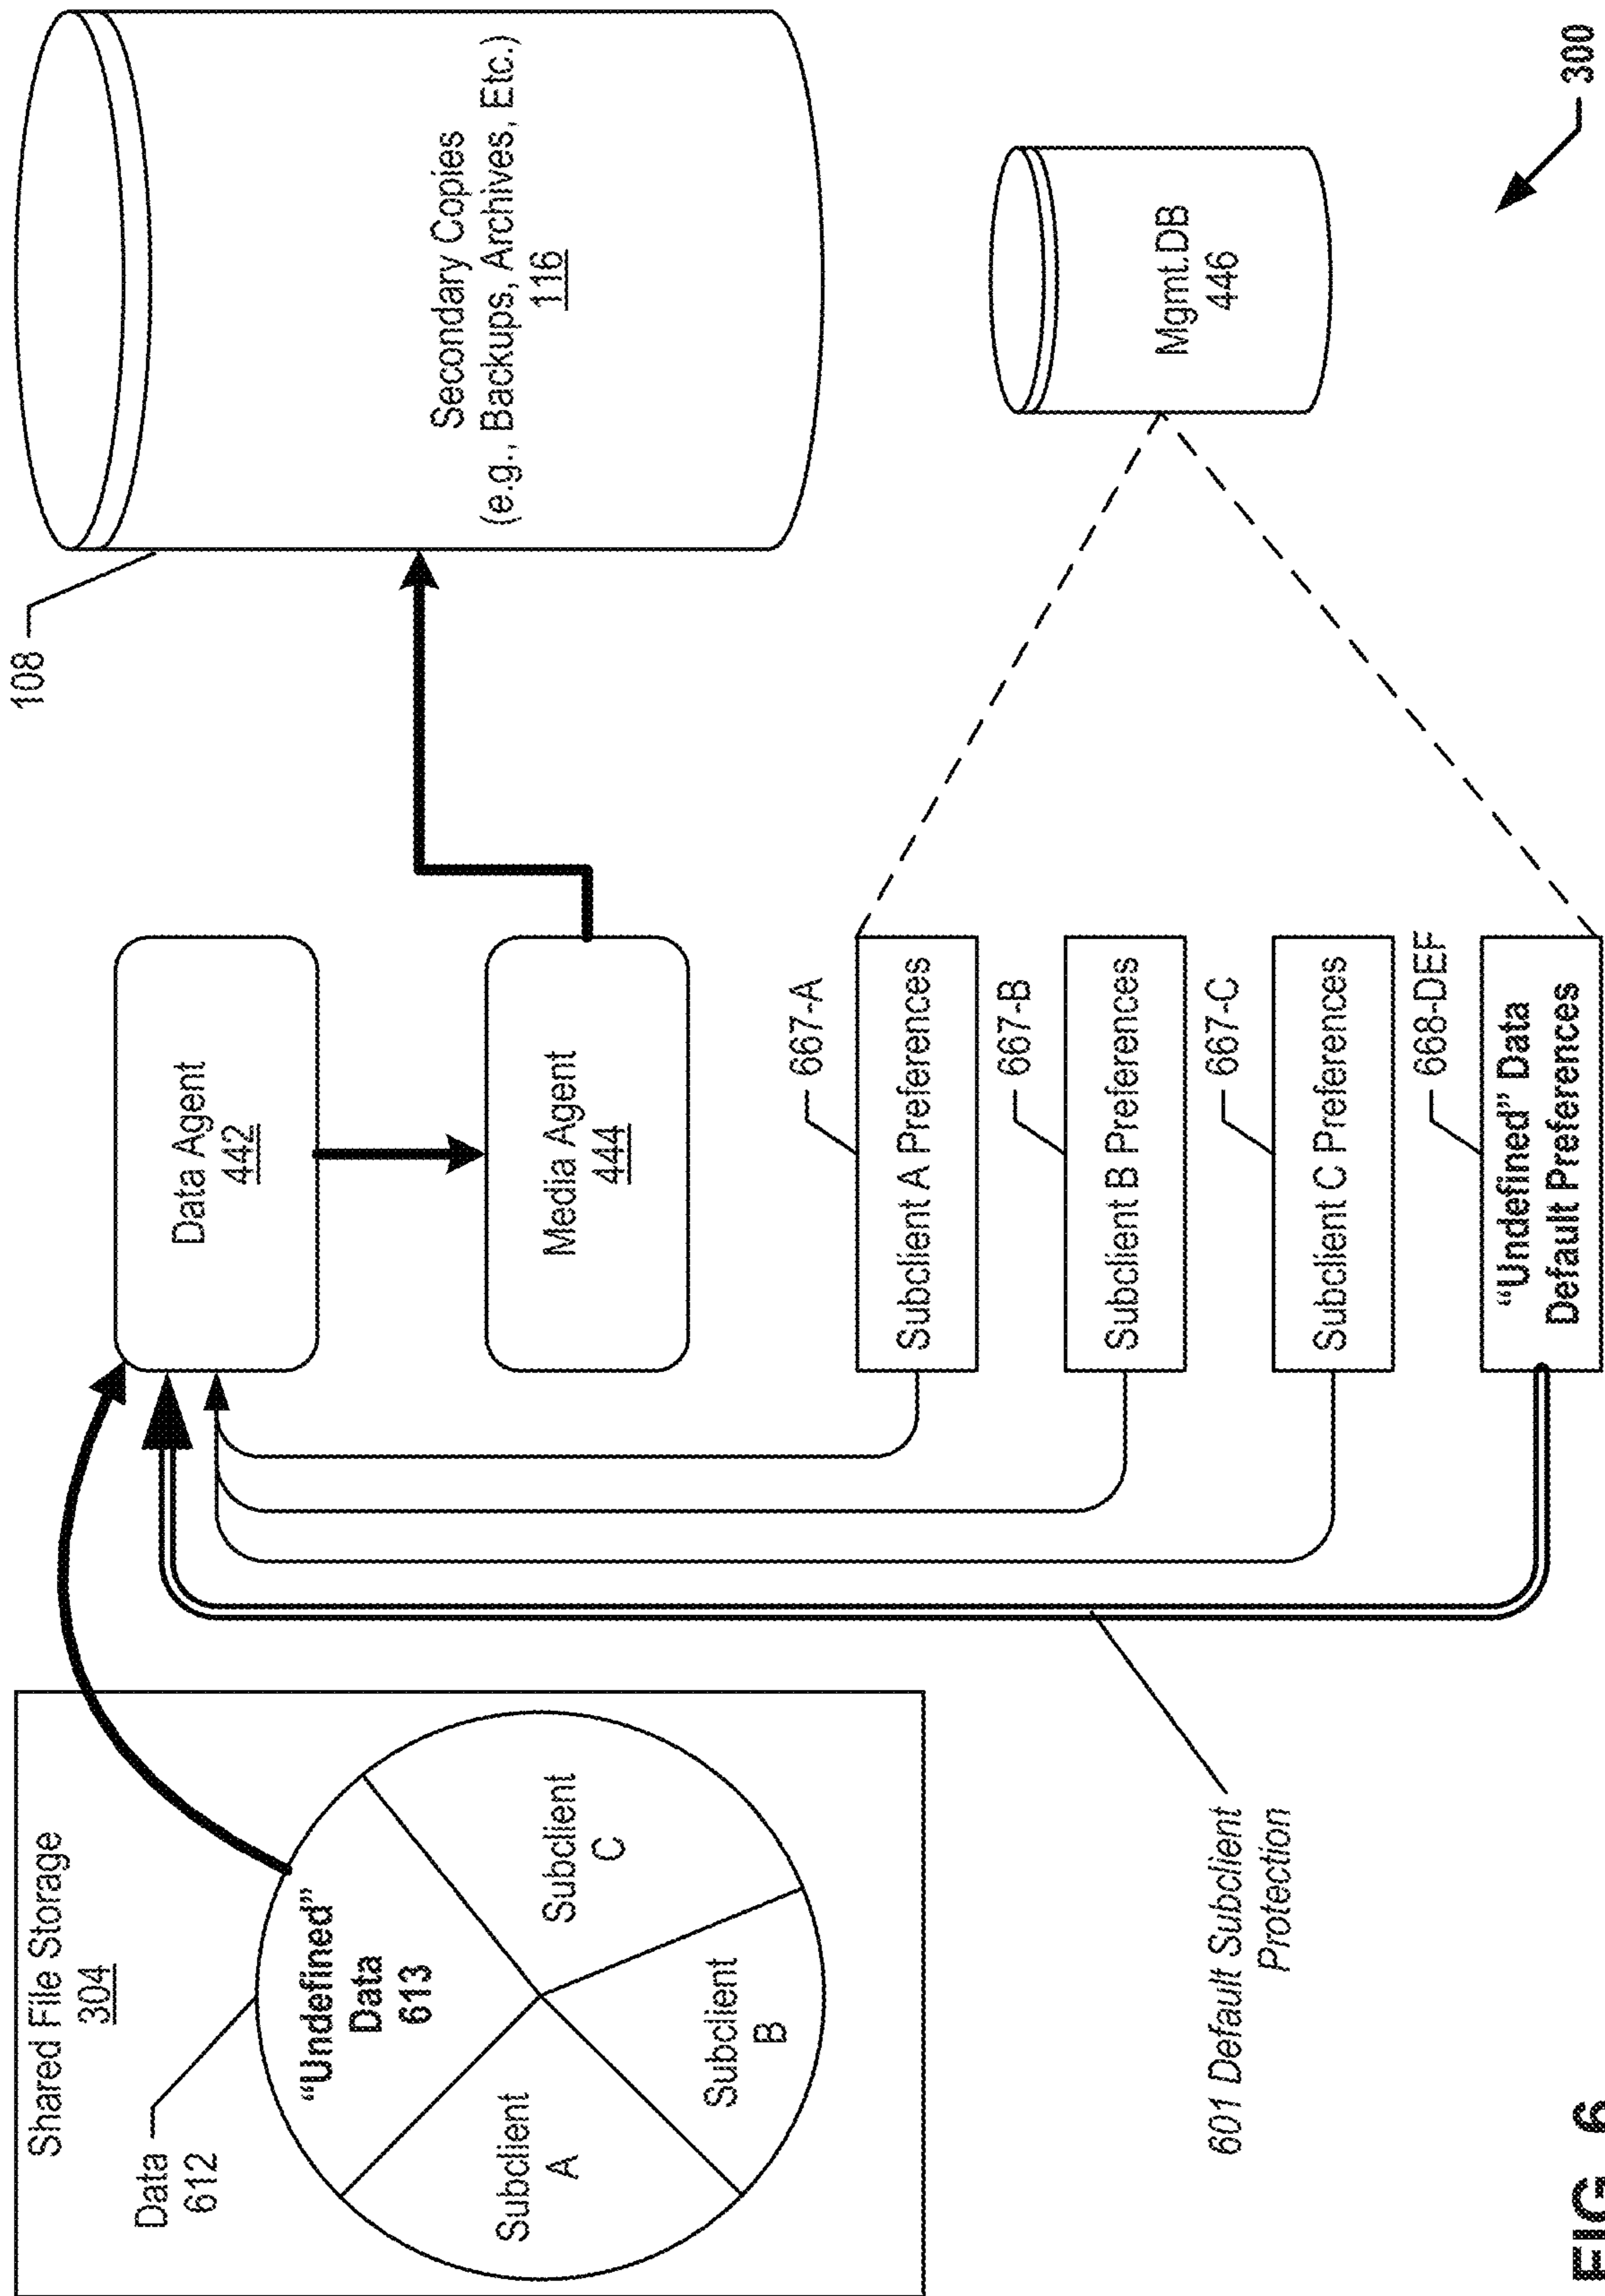 Shared File Storage
304
Data
612
"Undefined"
Data
613
Subclient
A
Subclient
B
Subclient
C
601 Default Subclient
Protection
Data Agent
442
Media Agent
444
667-A
Subclient A Preferences
667-B
Subclient B Preferences
667-C
Subclient C Preferences
668-DEF
"Undefined" Data
Default Preferences
108
Secondary Copies
(e.g., Backups, Archives, Etc.)
116
Mgmt.DB
446
300
FIG. 6